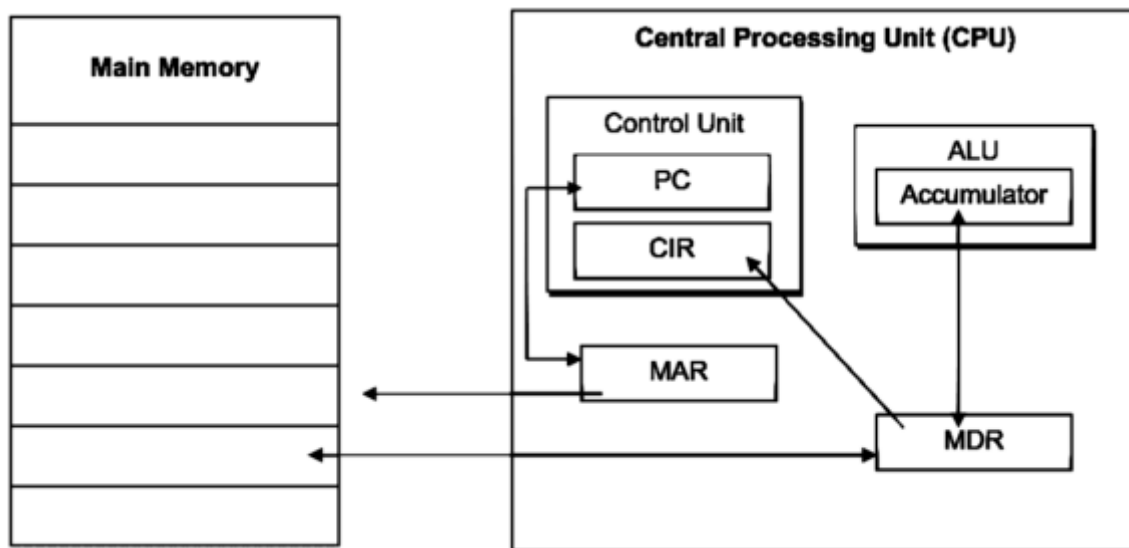 Main Memory
Central Processing Unit (CPU)
Control Unit
PC
CIR
ALU
Accumulator
MAR
MDR